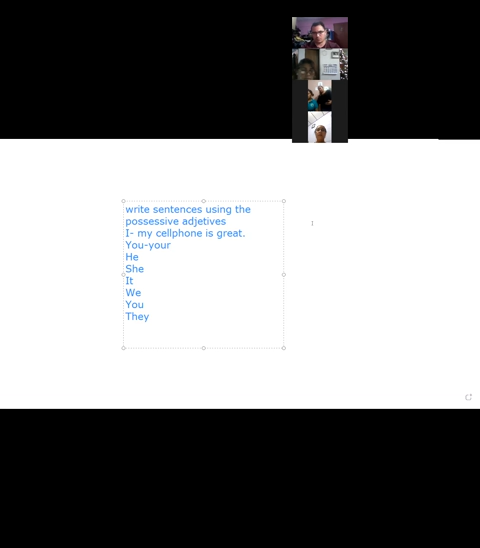 write sentences using the
possessive adjetives
I- my cellphone is great.
You-your
He
She
It
We
You
They